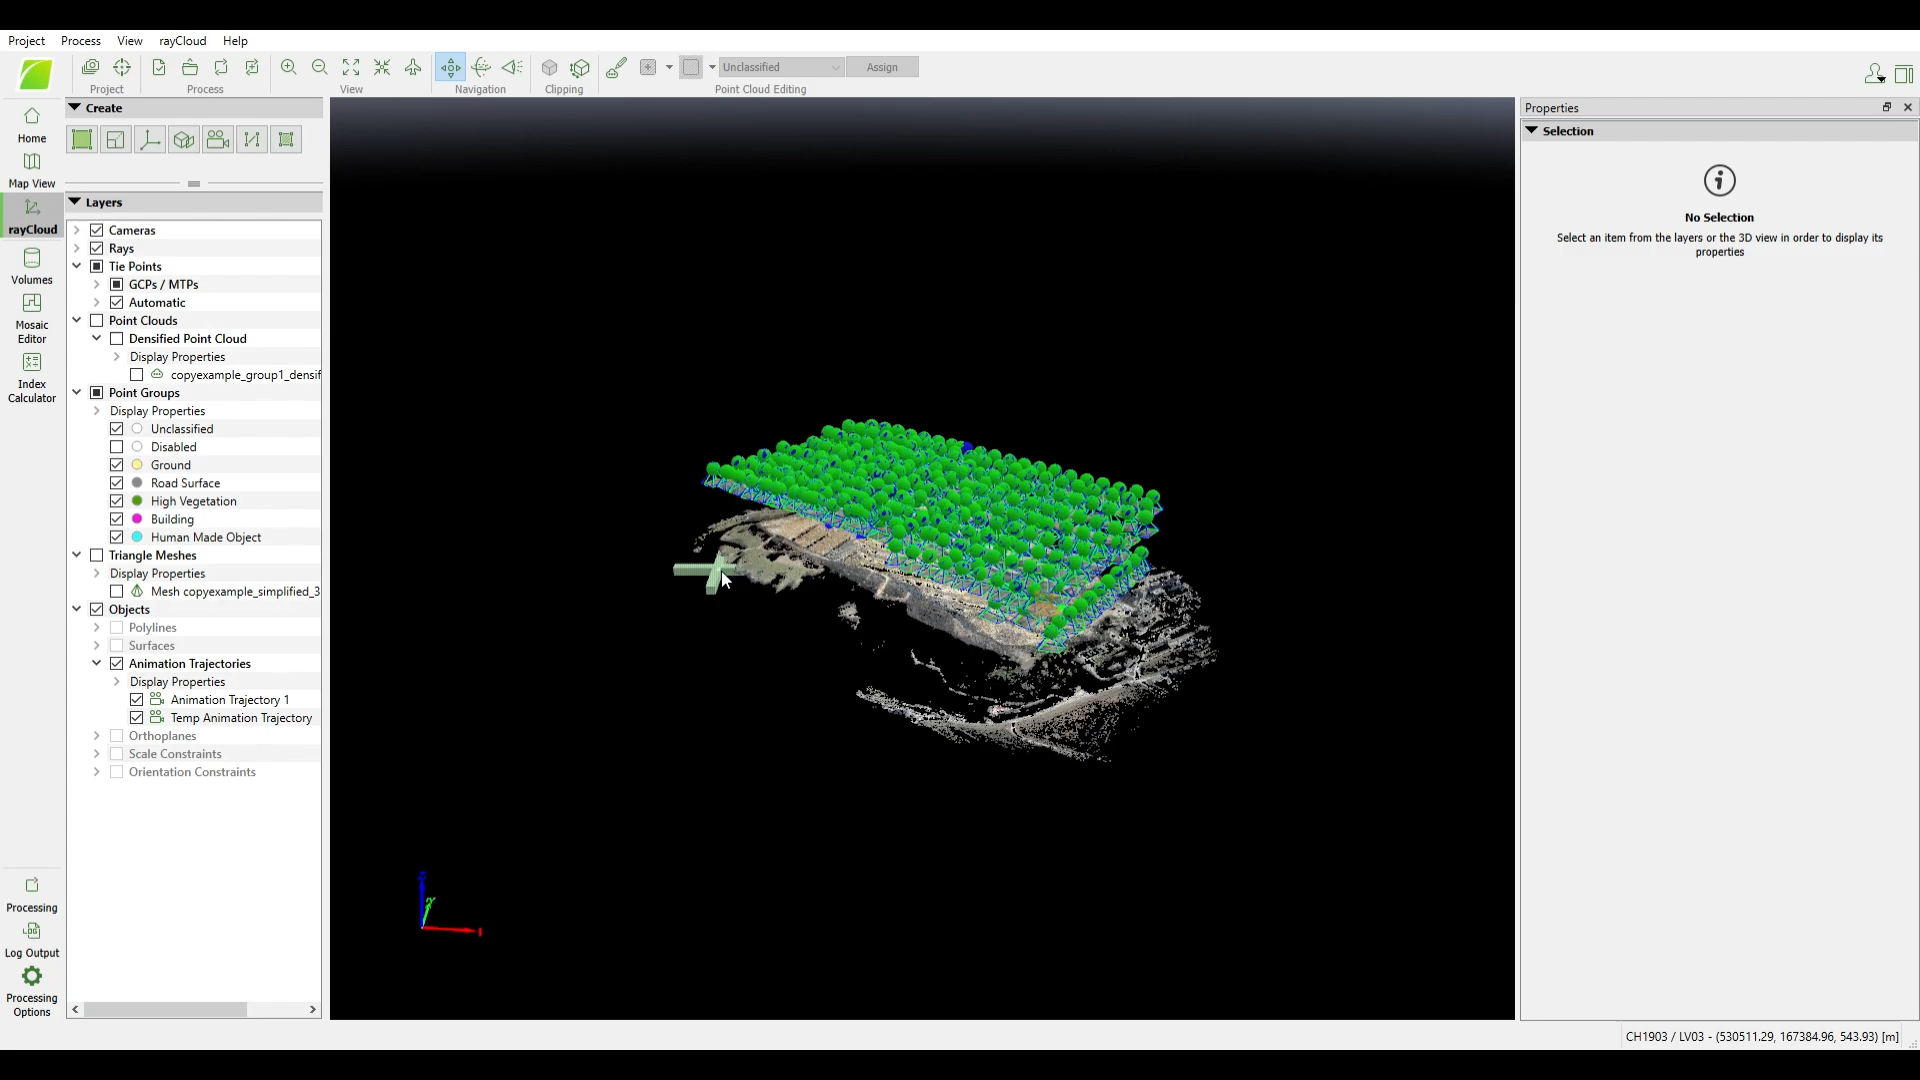 Project Process View rayCloud Help
Unclassified Assign
Project Process View Navigation Clipping Point Cloud Editing
Home
Map View
rayCloud
Volumes
Mosaic
Editor
Index
Calculator
Processing
Log Output
Processing
Options
Create
Layers
Cameras
Rays
Tie Points
GCPs / MTPs
Automatic
Point Clouds
Densified Point Cloud
Display Properties
copyexample_group1_densif
Point Groups
Display Properties
Unclassified
Disabled
Ground
Road Surface
High Vegetation
Building
Human Made Object
Triangle Meshes
Display Properties
Mesh copyexample_simplified_3
Objects
Polylines
Surfaces
Animation Trajectories
Display Properties
Animation Trajectory 1
Temp Animation Trajectory
Orthoplanes
Scale Constraints
Orientation Constraints
Properties
Selection
No Selection
Select an item from the layers or the 3D view in order to display its
properties
CH1903 / LV03 - (530511.29, 167384.96, 543.93) [m]